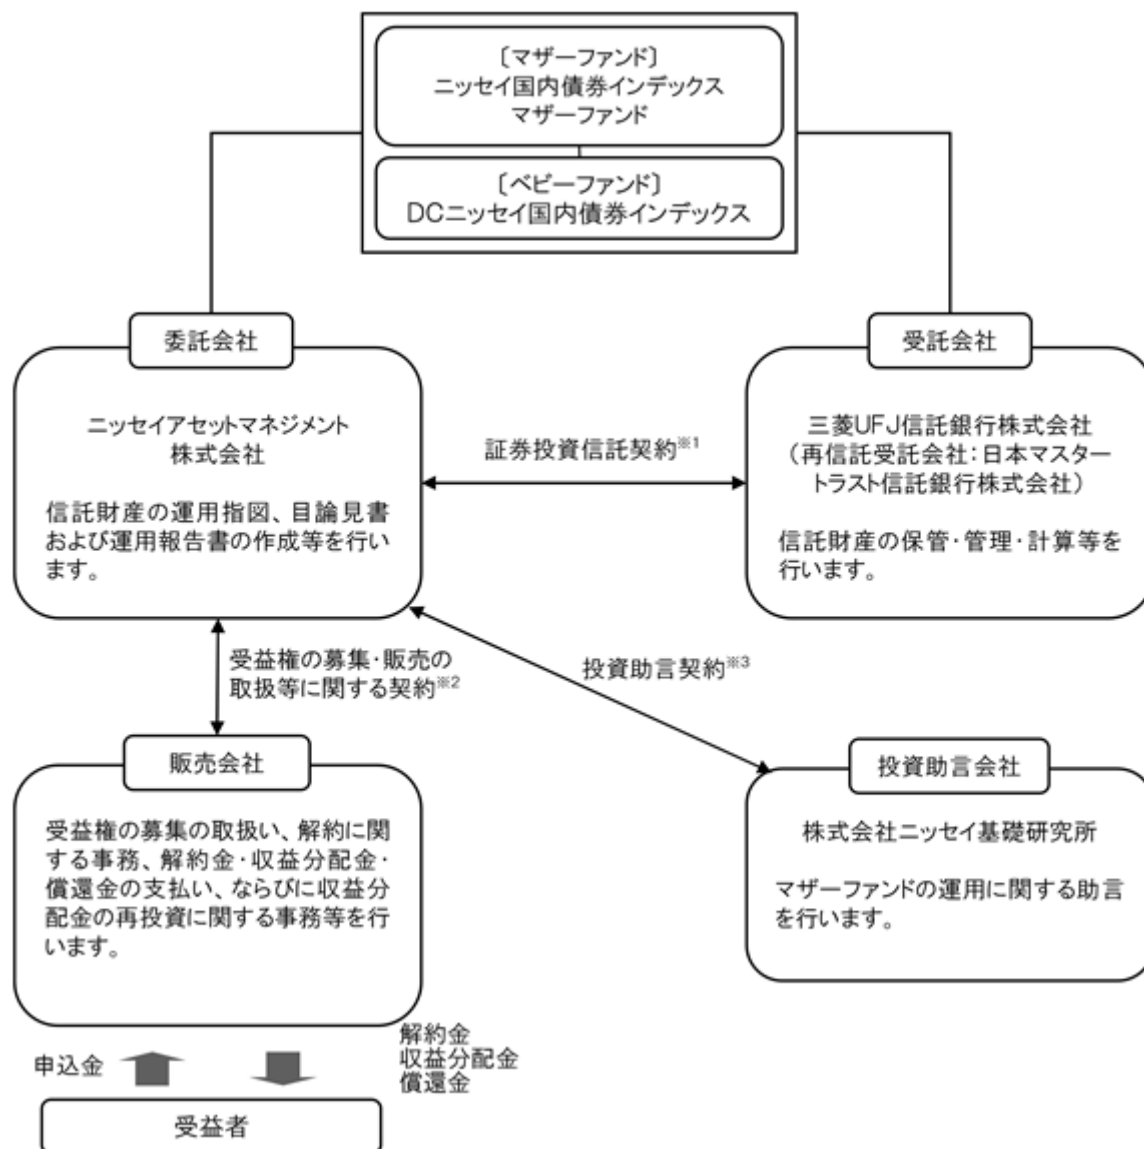 〔マザーファンド〕
ニッセイ国内債券インデックス
マザーファンド
〔ベビーファンド〕
DCニッセイ国内債券インデックス
委託会社
ニッセイアセットマネジメント
株式会社
信託財産の運用指図、目論見書
および運用報告書の作成等を行い
ます。
証券投資信託契約※1
受託会社
三菱UFJ信託銀行株式会社
(再信託受託会社:日本マスター
トラスト信託銀行株式会社)
信託財産の保管・管理・計算等を
行います。
受益権の募集・販売の
取扱等に関する契約※2
投資助言契約※3
販売会社
受益権の募集の取扱い、解約に関
する事務、解約金・収益分配金・
償還金の支払い、ならびに収益分
配金の再投資に関する事務等を行
います。
投資助言会社
株式会社ニッセイ基礎研究所
マザーファンドの運用に関する助言
を行います。
申込金
解約金
収益分配金
償還金
受益者